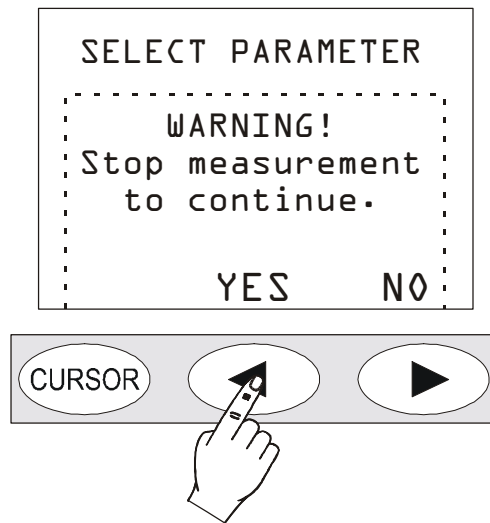 SELECT PARAMETER
WARNING!
Stop measurement
to continue.
YES NO
CURSOR